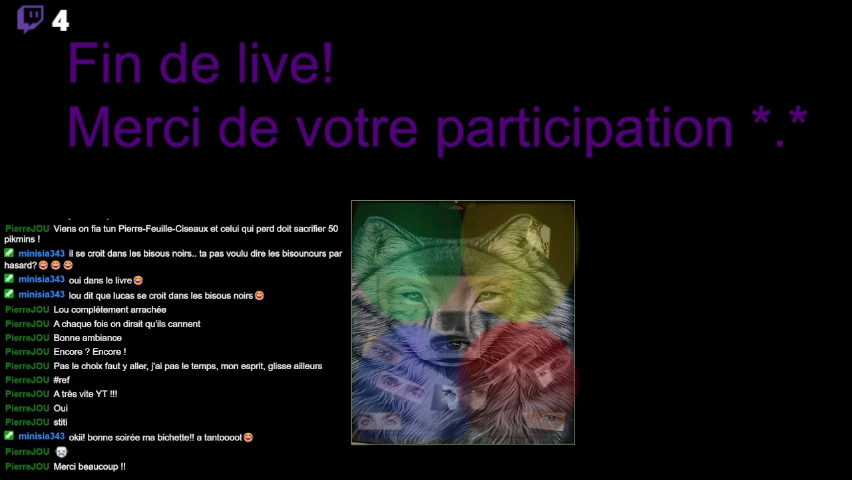 4
Fin de live!
Merci de votre participation *.*
PierreJOU Viens on fia tun Pierre-Feuille-Ciseaux et celui qui perd doit sacrifier 50
pikmins !
minisia343 il se croit dans les bisous noirs.. ta pas voulu dire les bisounours par
hasard?😂😂😂
minisia343 oui dans le livre😂
minisia343 lou dit que lucas se croit dans les bisous noirs😂
PierreJOU Lou complétement arrachée
PierreJOU A chaque fois on dirait qu'ils cannent
PierreJOU Bonne ambiance
PierreJOU Encore ? Encore !
PierreJOU Pas le choix faut y aller, j'ai pas le temps, mon esprit, glisse ailleurs
PierreJOU #ref
PierreJOU A très vite YT !!!
PierreJOU Oui
PierreJOU stiti
minisia343 okii! bonne soirée ma bichette!! a tantoooot😂
PierreJOU
PierreJOU Merci beaucoup !!